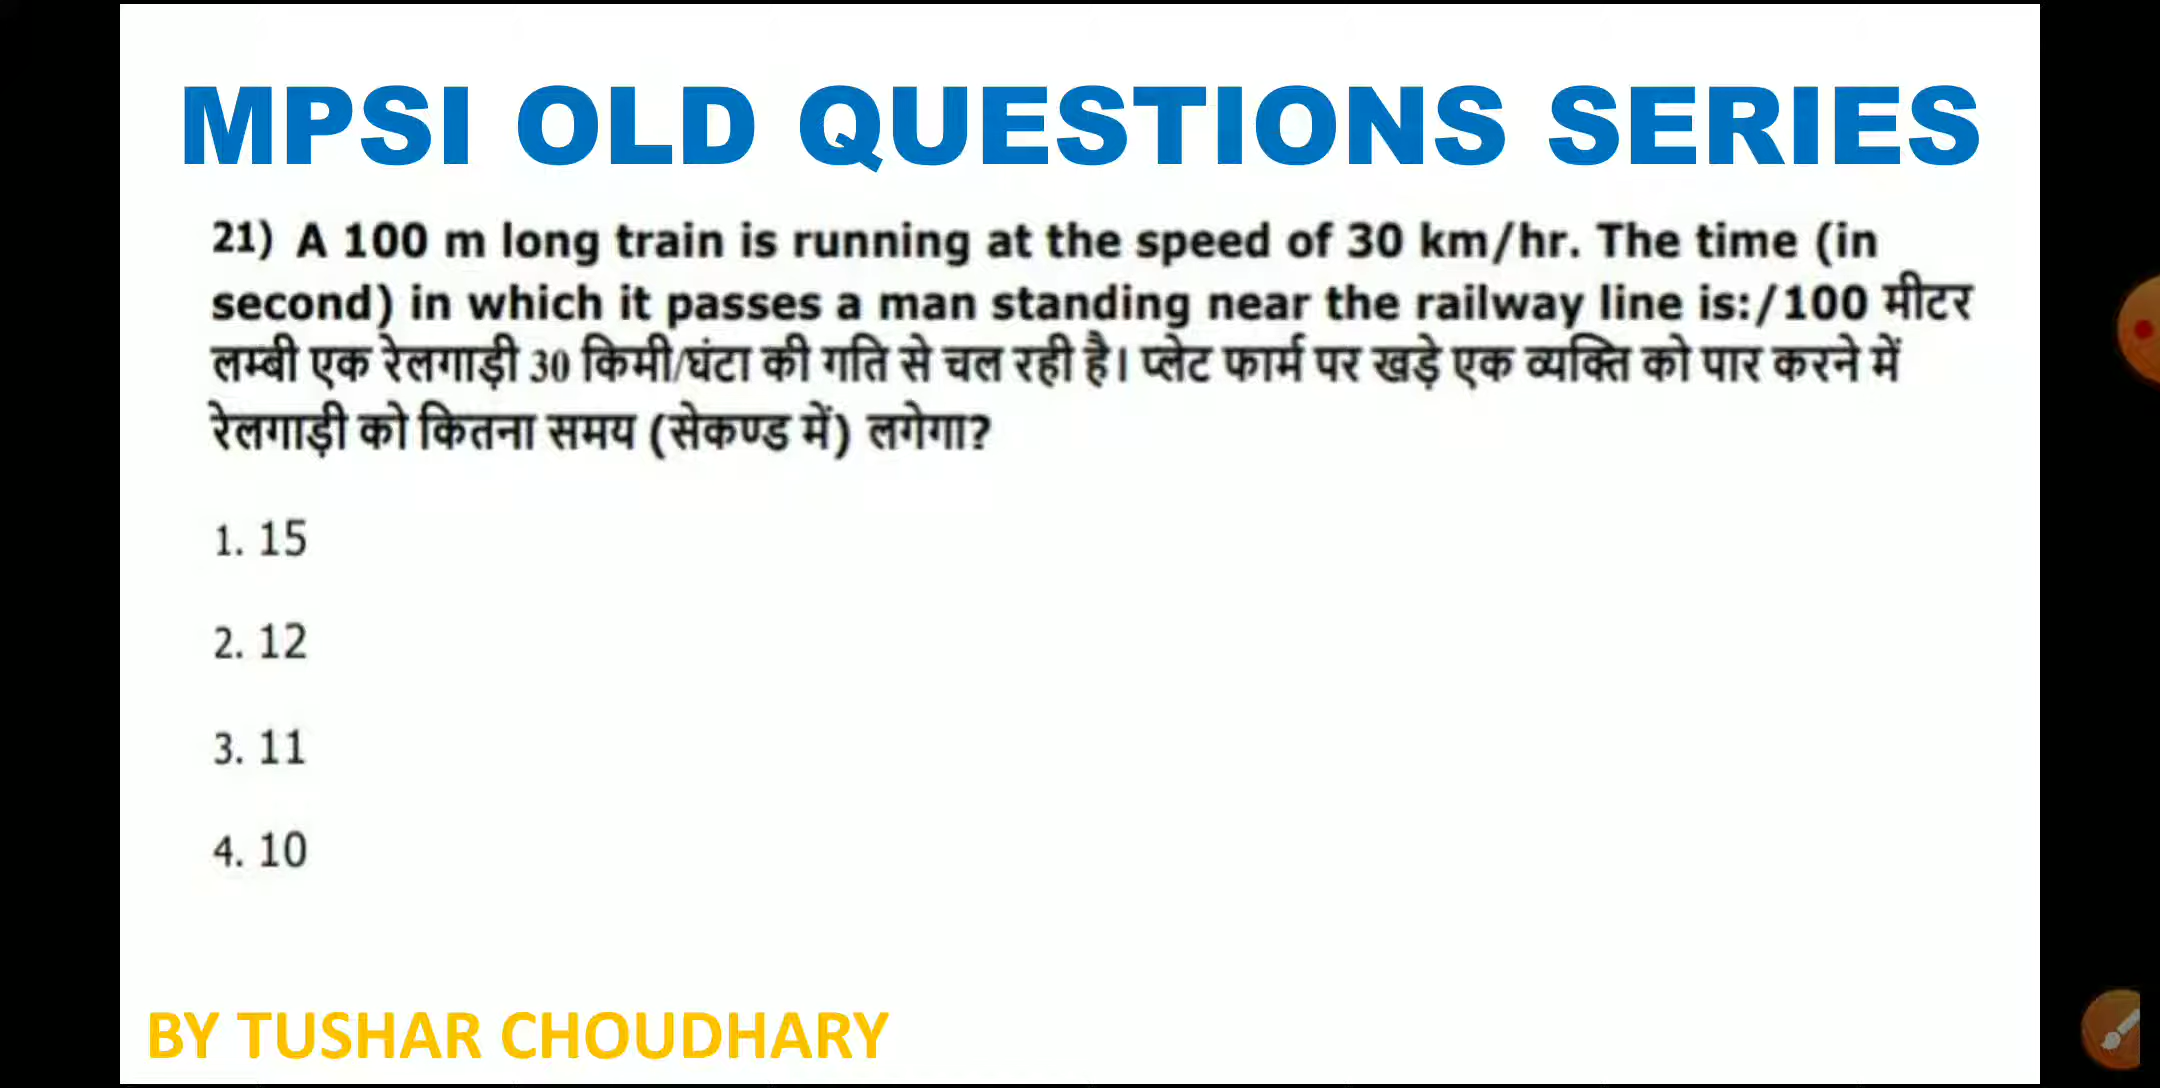 MPSI OLD QUESTIONS SERIES
21) A 100 m long train is running at the speed of 30 km/hr. The time (in
second) in which it passes a man standing near the railway line is:/100 मीटर
लम्बी एक रेलगाड़ी 30 किमी/घंटा की गति से चल रही है। प्लेट फार्म पर खड़े एक व्यक्ति को पार करने में
रेलगाड़ी को कितना समय (सेकण्ड में) लगेगा?
1. 15
2. 12
3. 11
4. 10
BY TUSHAR CHOUDHARY